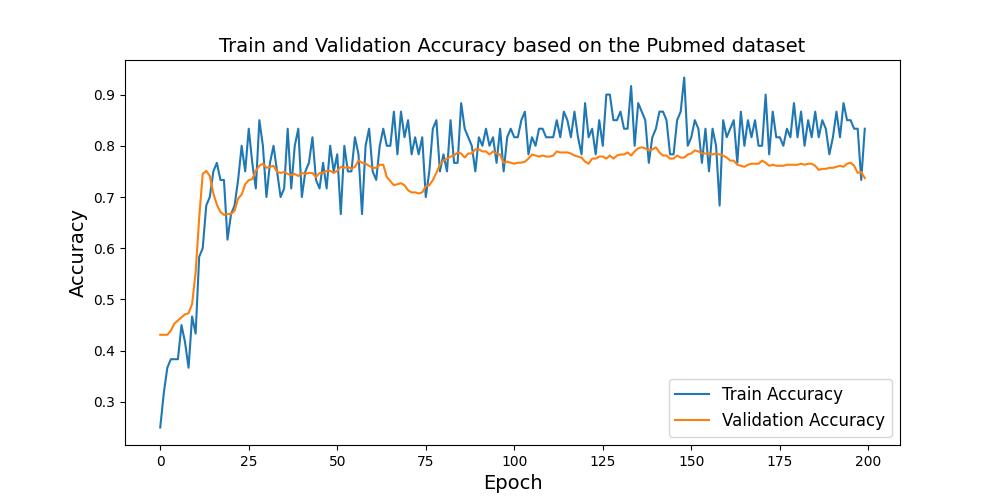 Train and Validation Accuracy based on the Pubmed dataset
0.9
0.8
0.7
0.6
0.5
0.4
0.3
Accuracy
0 25 50 75 100 125 150 175 200
Epoch
Train Accuracy
Validation Accuracy